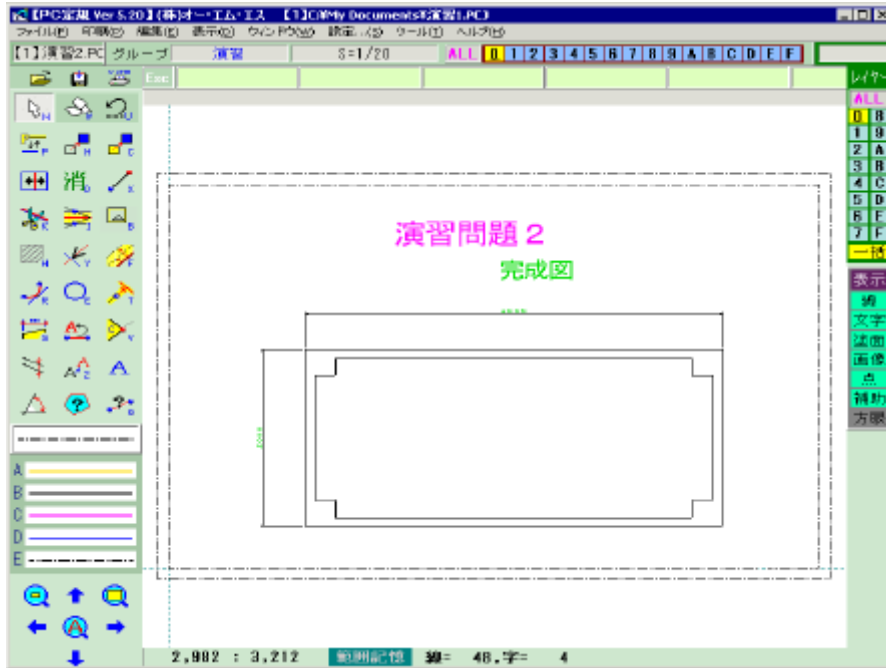 【PC定規 Ver 5.20】(株)オー・エム・エス 【1】C:¥My Documents¥演習1.PC)
ファイル(F) 印刷(P) 編集(E) 表示(D) ウィンドウ(W) 設定...(S) ツール(T) ヘルプ(H)
【1】演習2.PC グループ 演習 S=1/20 ALL 0 1 2 3 4 5 6 7 8 9 A B C D E F
Esc
レイヤー
ALL
0 8
1 9
2 A
3 B
4 C
5 D
6 E
7 F
一括
表示
線
文字
塗面
画像
点
補助
方眼
消
演習問題2
完成図
A
B
C
D
E
2,982 : 3,212 範囲記憶 線= 48,字= 4